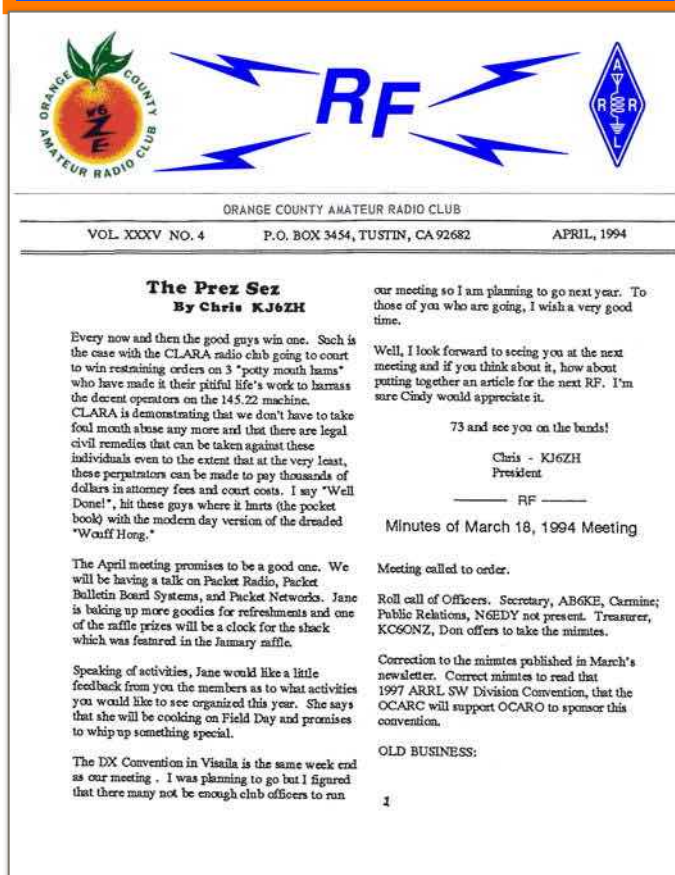 ORANGE COUNTY
AMATEUR RADIO CLUB
W6
ZE
RF
A
R R
L
ORANGE COUNTY AMATEUR RADIO CLUB
VOL. XXXV NO. 4 P.O. BOX 3454, TUSTIN, CA 92682 APRIL, 1994
The Prez Sez
By Chris KJ6ZH
Every now and then the good guys win one. Such is
the case with the CLARA radio club going to court
to win restraining orders on 3 "potty mouth hams"
who have made it their pitiful life's work to harrass
the decent operators on the 145.22 machine.
CLARA is demonstrating that we don't have to take
foul mouth abuse any more and that there are legal
civil remedies that can be taken against these
individuals even to the extent that at the very least,
these perpatrators can be made to pay thousands of
dollars in attorney fees and court costs. I say "Well
Done!", hit these guys where it hurts (the pocket
book) with the modern day version of the dreaded
"Wouff Hong."
The April meeting promises to be a good one. We
will be having a talk on Packet Radio, Packet
Bulletin Board Systems, and Packet Networks. Jane
is baking up more goodies for refreshments and one
of the raffle prizes will be a clock for the shack
which was featured in the January raffle.
Speaking of activities, Jane would like a little
feedback from you the members as to what activities
you would like to see organized this year. She says
that she will be cooking on Field Day and promises
to whip up something special.
The DX Convention in Visaila is the same week end
as our meeting . I was planning to go but I figured
that there many not be enough club officers to run
our meeting so I am planning to go next year. To
those of you who are going, I wish a very good
time.
Well, I look forward to seeing you at the next
meeting and if you think about it, how about
putting together an article for the next RF. I'm
sure Cindy would appreciate it.
73 and see you on the bands!
Chris - KJ6ZH
President
RF
Minutes of March 18, 1994 Meeting
Meeting called to order.
Roll call of Officers. Secretary, AB6KE, Carmine;
Public Relations, N6EDY not present. Treasurer,
KC6ONZ, Don offers to take the minutes.
Correction to the minutes published in March's
newsletter. Correct minutes to read that
1997 ARRL SW Division Convention, that the
OCARC will support OCARO to sponsor this
convention.
OLD BUSINESS:
1